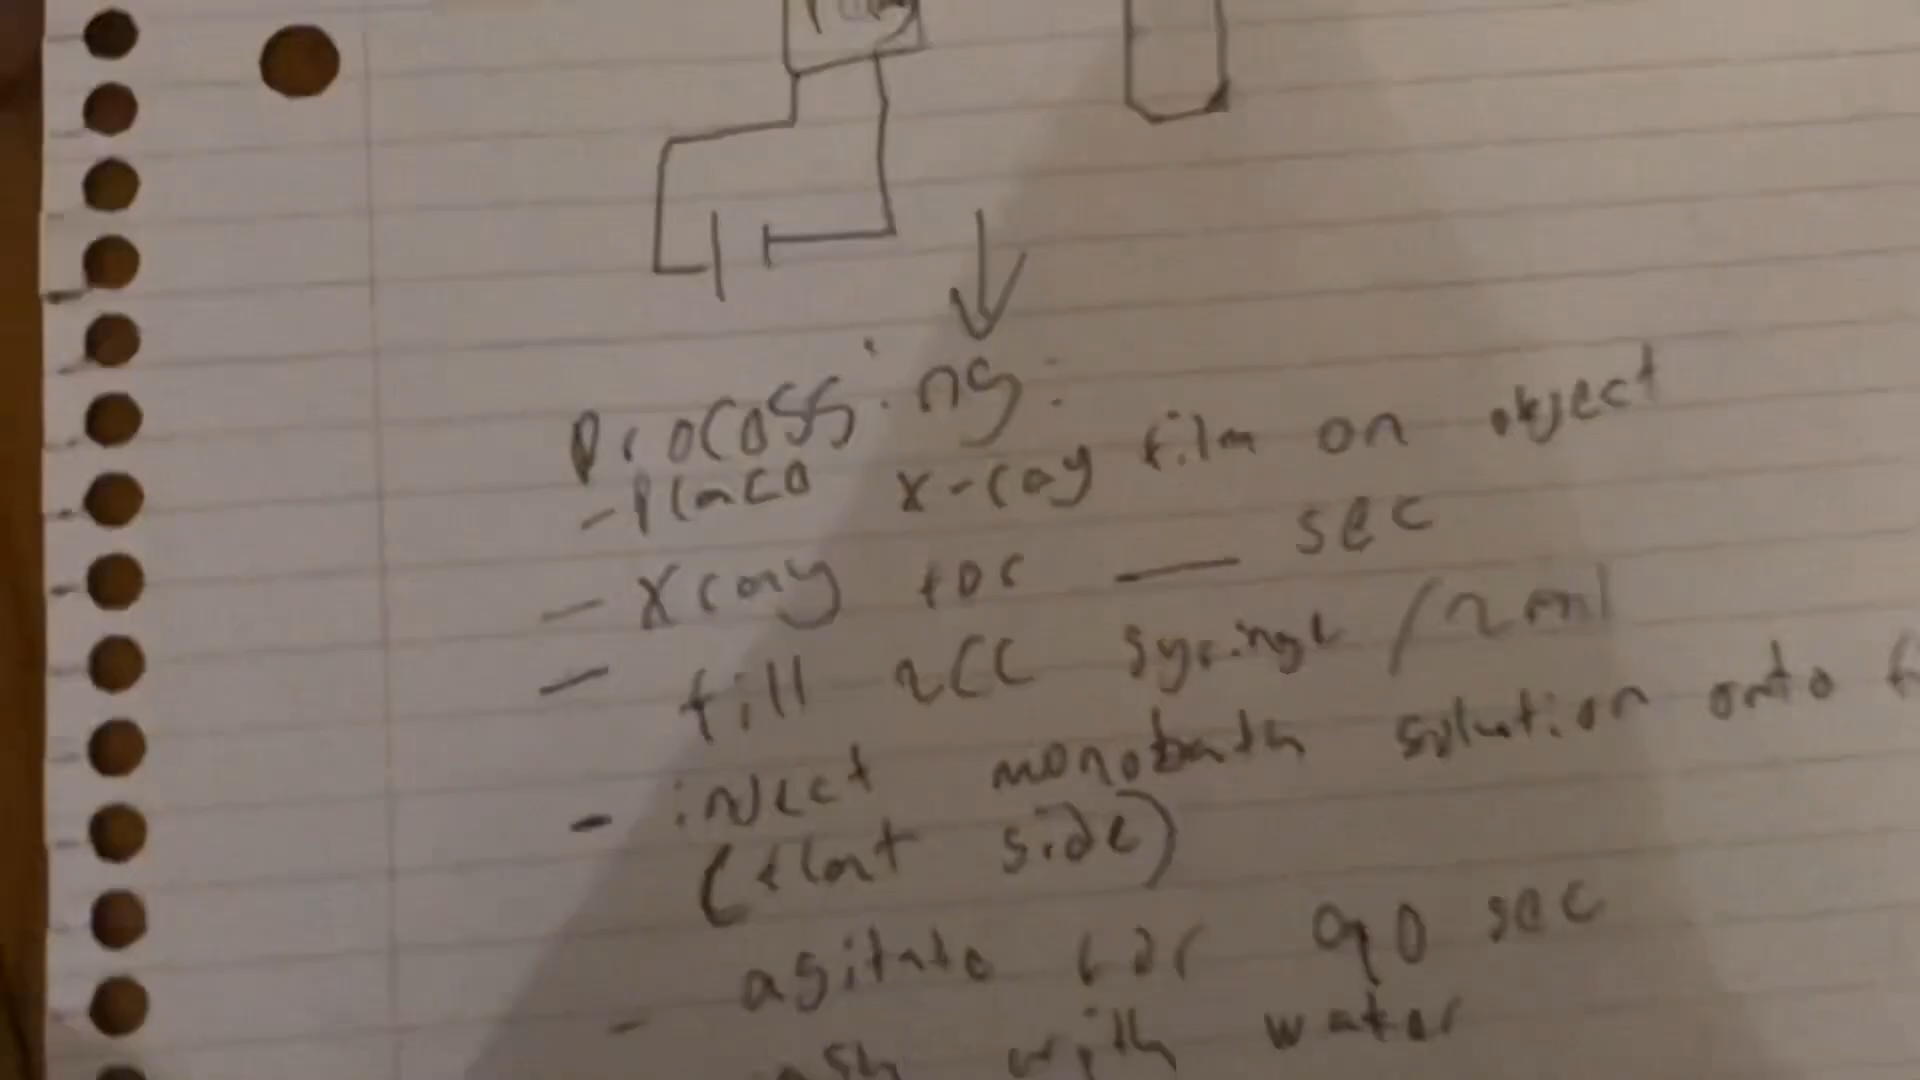 Processing:
- Place x-ray film on object
- Xray for ___ sec
- fill 2CC syringe / 2ml
- inject monobath solution onto
(flat side)
agitate for 90 sec
- with water